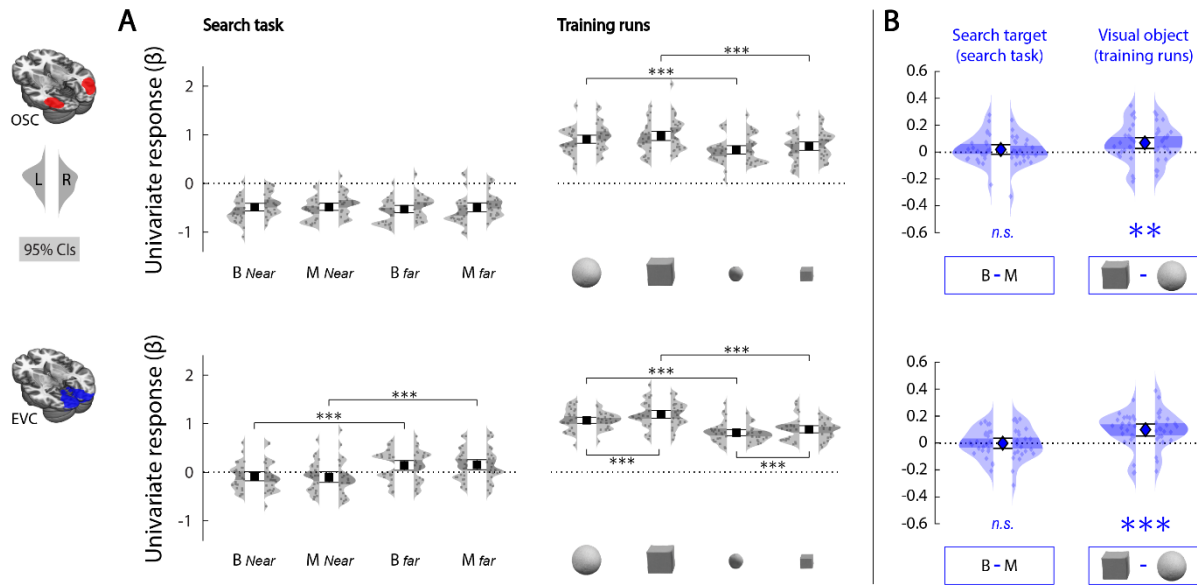 A
Search task
Training runs
B
Search target
(search task)
Visual object
(training runs)
OSC
L R
95% CIs
Univariate response (β)
2
1
0
-1
***
***
B Near
M Near
B far
M far
0.6
0.4
0.2
0
-0.2
-0.4
-0.6
n.s.
**
B - M
-
EVC
Univariate response (β)
2
1
0
-1
***
***
***
***
***
***
B Near
M Near
B far
M far
0.6
0.4
0.2
0
-0.2
-0.4
-0.6
n.s.
***
B - M
-